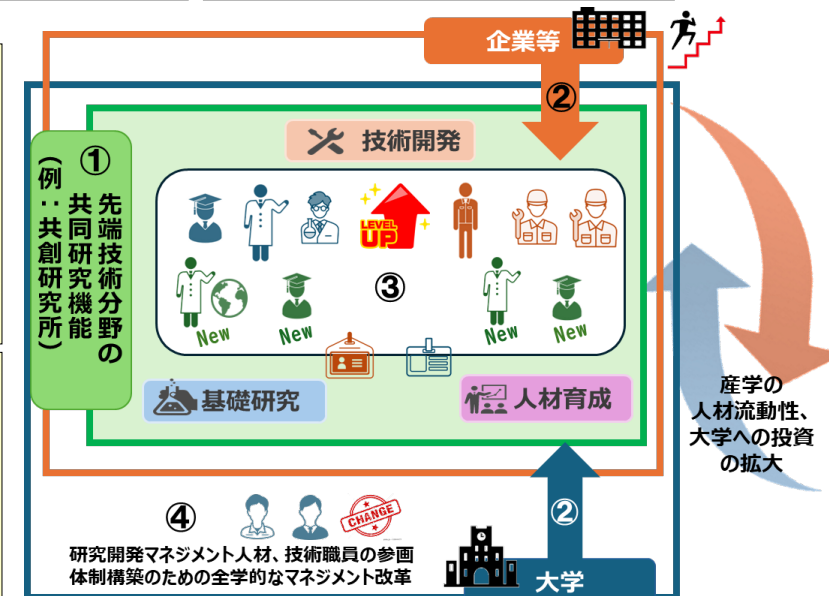 企業等
②
技術開発
①
先端技術分野の
共同研究機能
(例：共創研究所)
LEVEL
UP
③
New
New
New
New
基礎研究
人材育成
産学の
人材流動性、
大学への投資
の拡大
④
CHANGE
②
研究開発マネジメント人材、技術職員の参画
体制構築のための全学的なマネジメント改革
大学